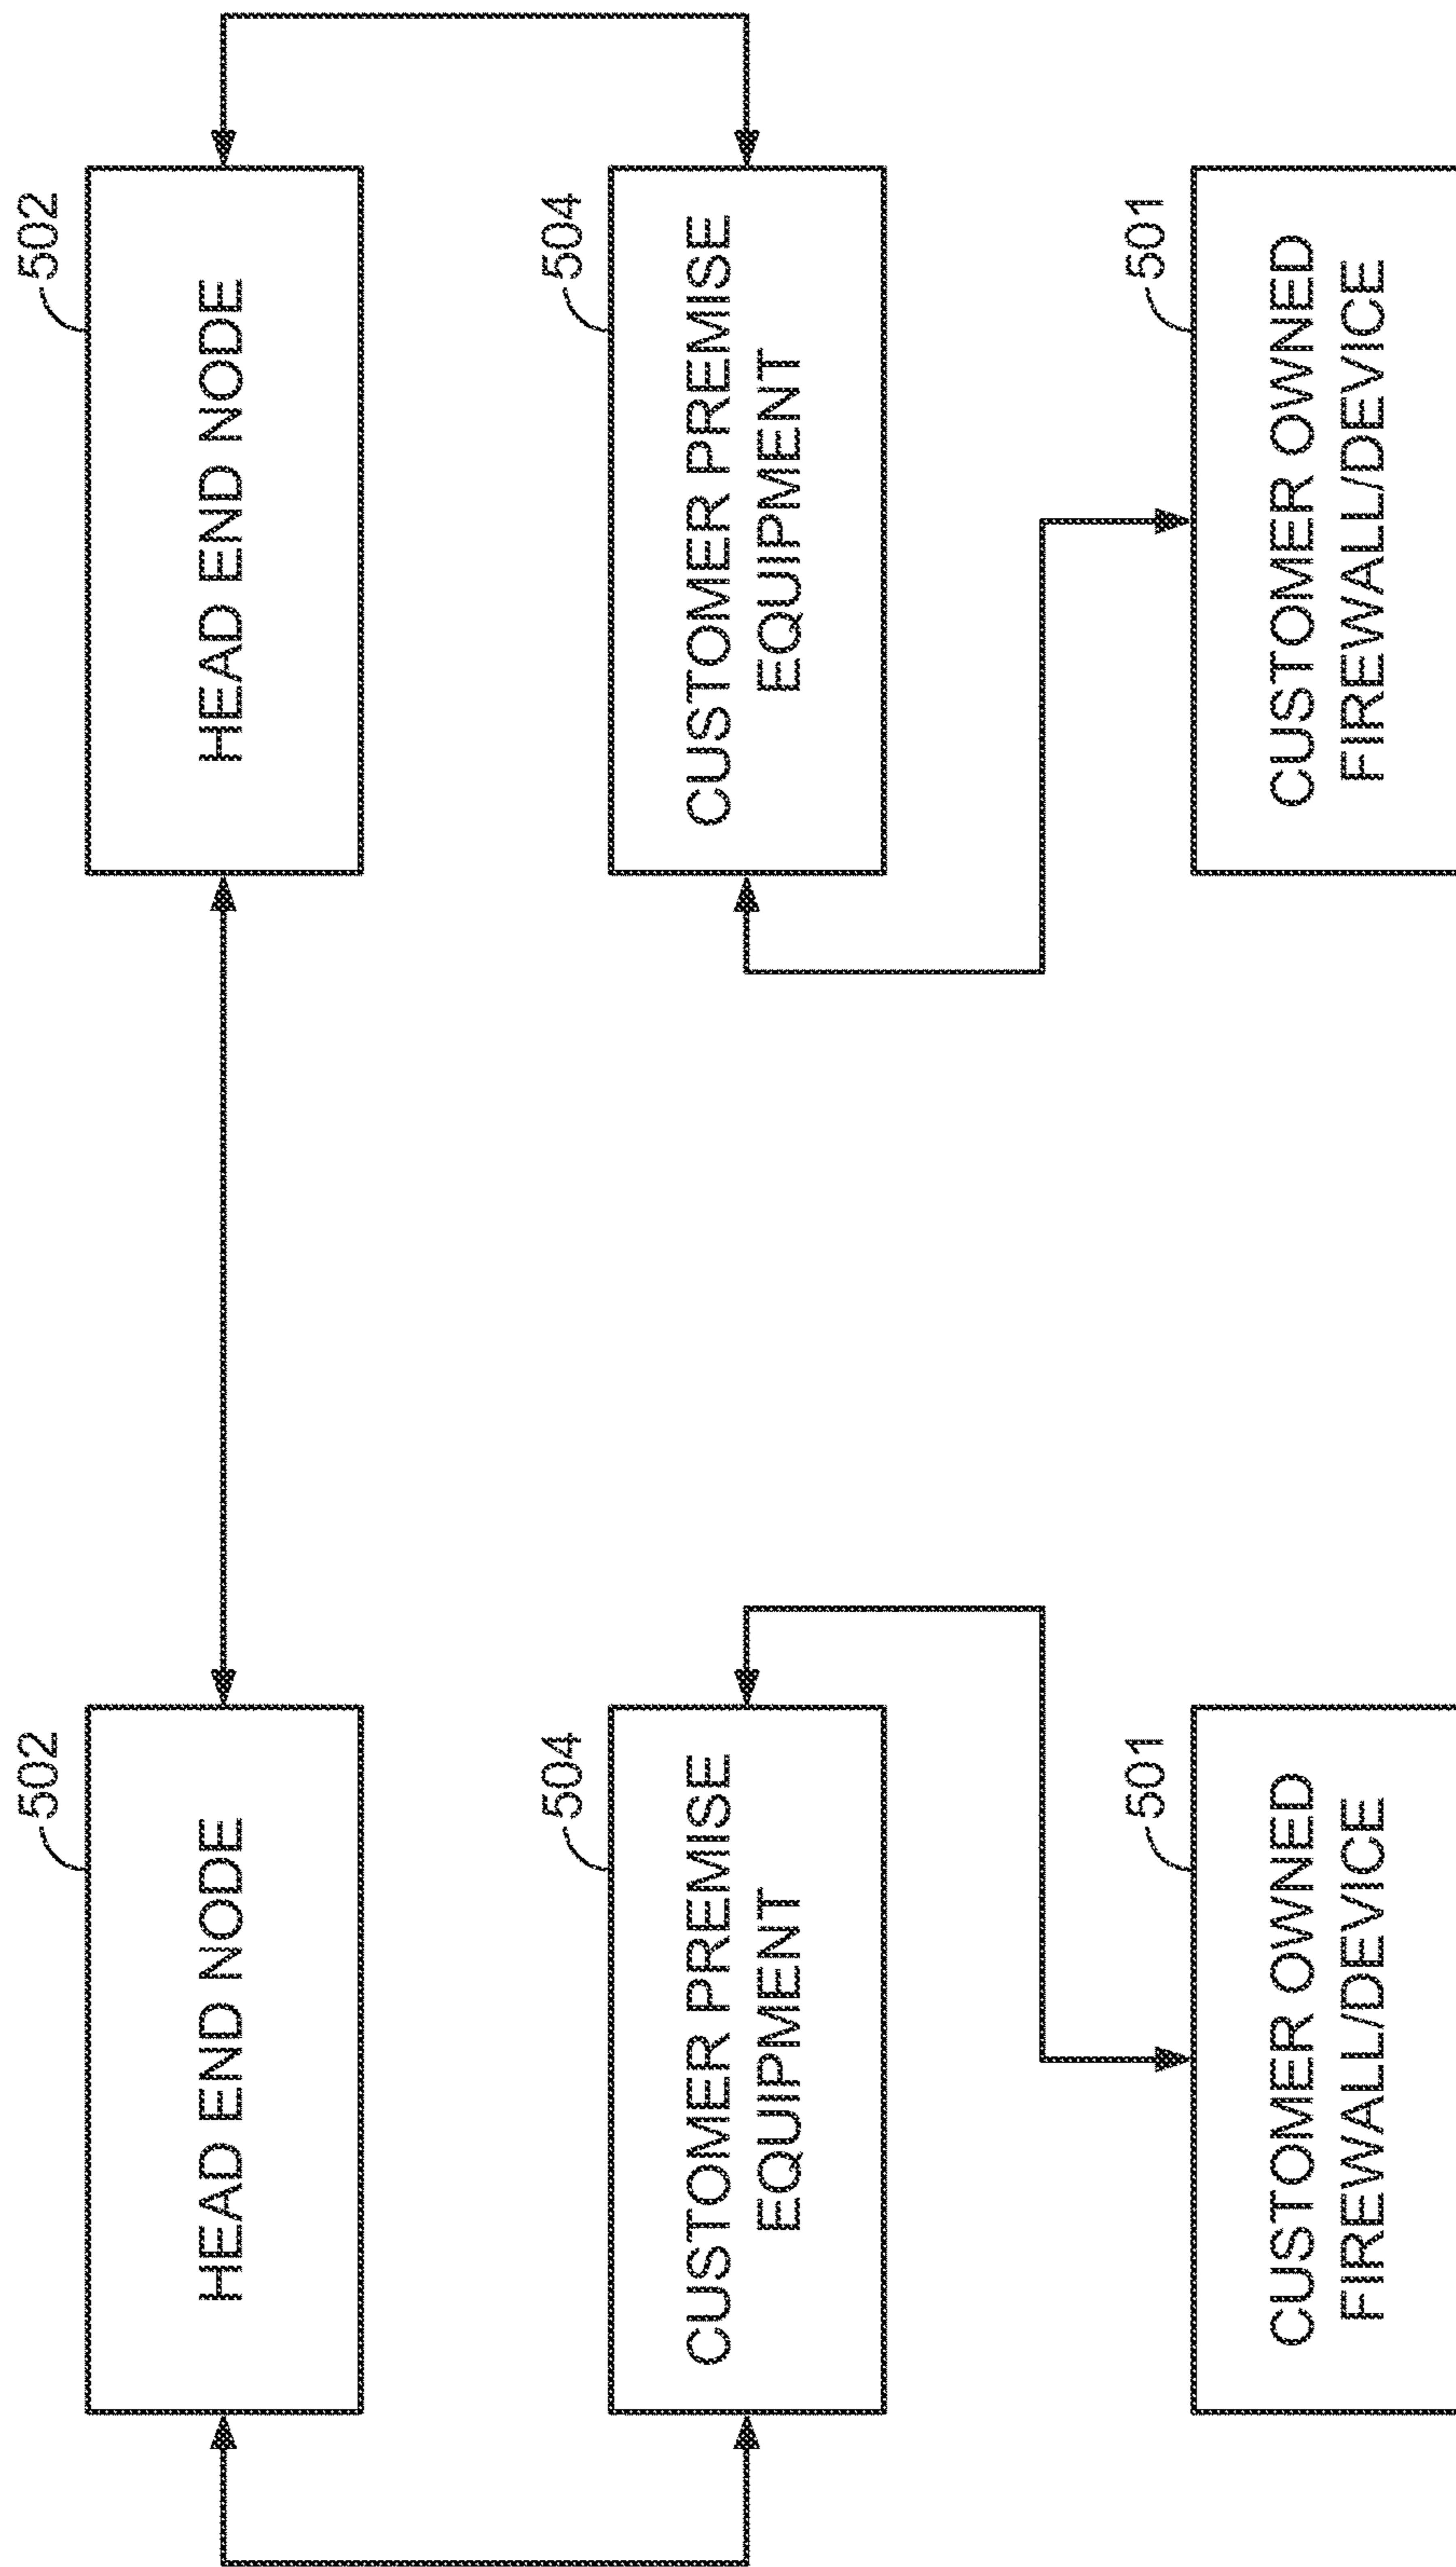 502
HEAD END NODE
502
HEAD END NODE
504
CUSTOMER PREMISE
EQUIPMENT
504
CUSTOMER PREMISE
EQUIPMENT
501
CUSTOMER OWNED
FIREWALL/DEVICE
501
CUSTOMER OWNED
FIREWALL/DEVICE